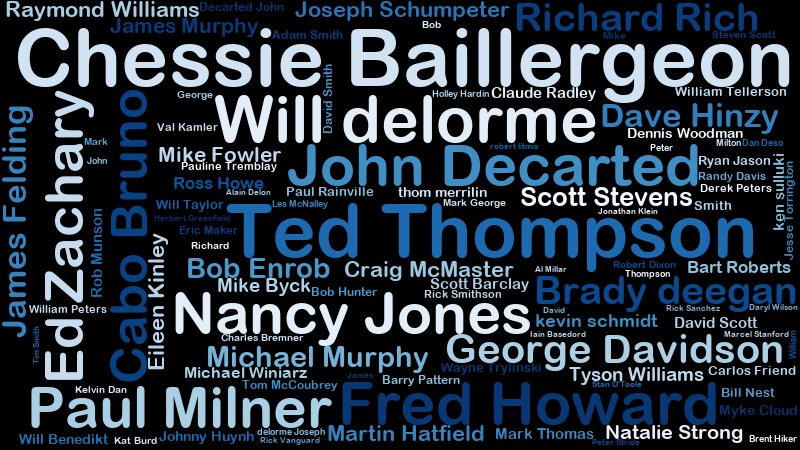 Raymond Williams
Decarled John
Joseph Schumpeter
Richard Rich
James Murphy
Adam Smith
Bob
Mike
Steven Scott
Chessie Baillergeon
George
David Smith
Holley Hardin
Claude Radley
William Tellerson
Will delorme
Dave Hinzy
James Felding
Ed Zachary
Cabo Bruno
Val Kamler
Dennis Woodman
Mark
John
Mike Fowler
robert litmis
Peter
Milton
Dan Deso
Pauline Tremblay
John Decarted
Ryan Jason
ken sulluki
Jesse Torrington
Ross Howe
Alain Delon
Paul Rainville
thom merrilin
Scott Stevens
Randy Davis
Derek Peters
Will Taylor
Les McNalley
Mark George
Jonathan Klein
Smith
Rob Munson
Herbert Greenfield
Eric Maker
Richard
Ted Thompson
Eileen Kinley
Bob Enrob
Craig McMaster
Al Millar
Robert Dixon
Thompson
Bart Roberts
Mike Byck
Bob Hunter
Scott Barclay
Rick Smithson
Brady deegan
William Peters
Nancy Jones
David
Rick Sanchez
Daryl Wilson
kevin schmidt
David Scott
Tim Smith
Charles Bremner
Iain Basedord
Marcel Stanford
William
Michael Murphy
George Davidson
Michael Winiarz
James
Barry Pattern
Wayne Trylinski
Tyson Williams
Carlos Friend
Kelvin Dan
Tom McCoubrey
Stan O'Toole
Bill Nest
Paul Milner
Fred Howard
Myke Cloud
Will Benedikt
Kat Burd
Johnny Huynh
delorme Joseph
Rick Vanguard
Martin Hatfield
Mark Thomas
Peter Stride
Natalie Strong
Brent Hiker